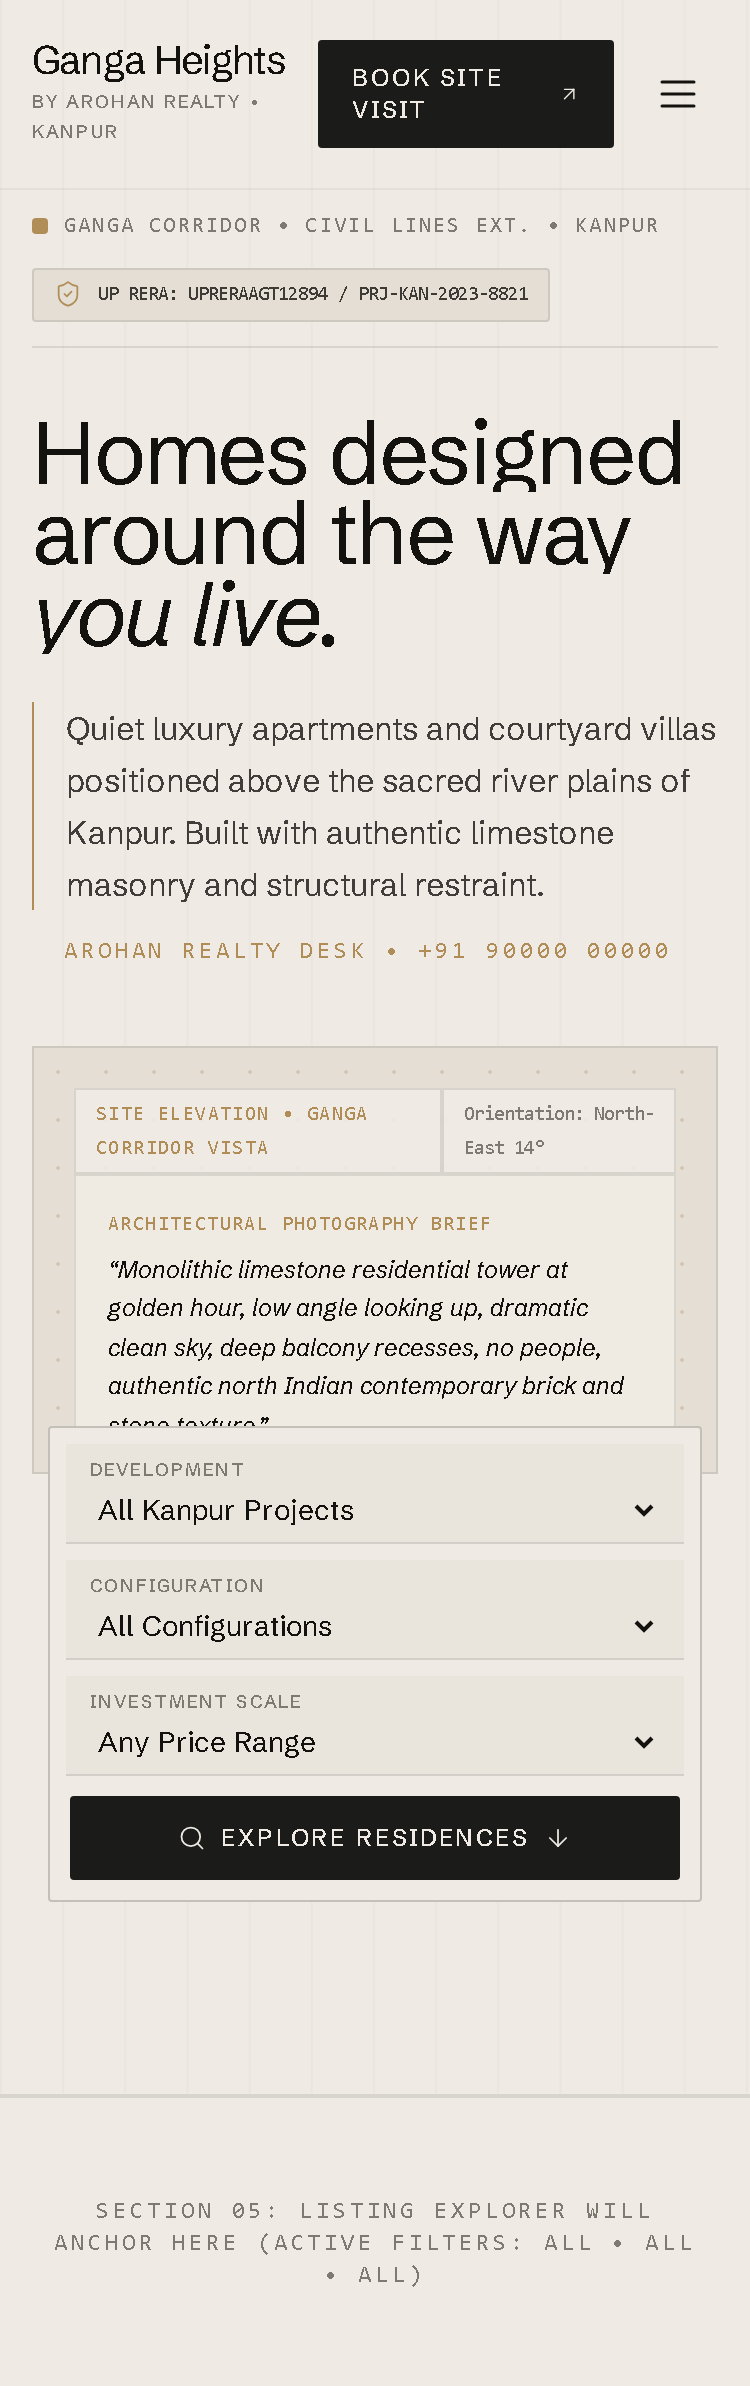 Ganga Heights
BY AROHAN REALTY •
KANPUR
BOOK SITE
VISIT
GANGA CORRIDOR • CIVIL LINES EXT. • KANPUR
UP RERA: UPRERAAGT12894 / PRJ-KAN-2023-8821
Homes designed
around the way
you live.
Quiet luxury apartments and courtyard villas
positioned above the sacred river plains of
Kanpur. Built with authentic limestone
masonry and structural restraint.
AROHAN REALTY DESK • +91 90000 00000
SITE ELEVATION • GANGA
CORRIDOR VISTA
Orientation: North-
East 14°
ARCHITECTURAL PHOTOGRAPHY BRIEF
“Monolithic limestone residential tower at
golden hour, low angle looking up, dramatic
clean sky, deep balcony recesses, no people,
authentic north Indian contemporary brick and
stone texture”
DEVELOPMENT
All Kanpur Projects
CONFIGURATION
All Configurations
INVESTMENT SCALE
Any Price Range
EXPLORE RESIDENCES
SECTION 05: LISTING EXPLORER WILL
ANCHOR HERE (ACTIVE FILTERS: ALL • ALL
• ALL)